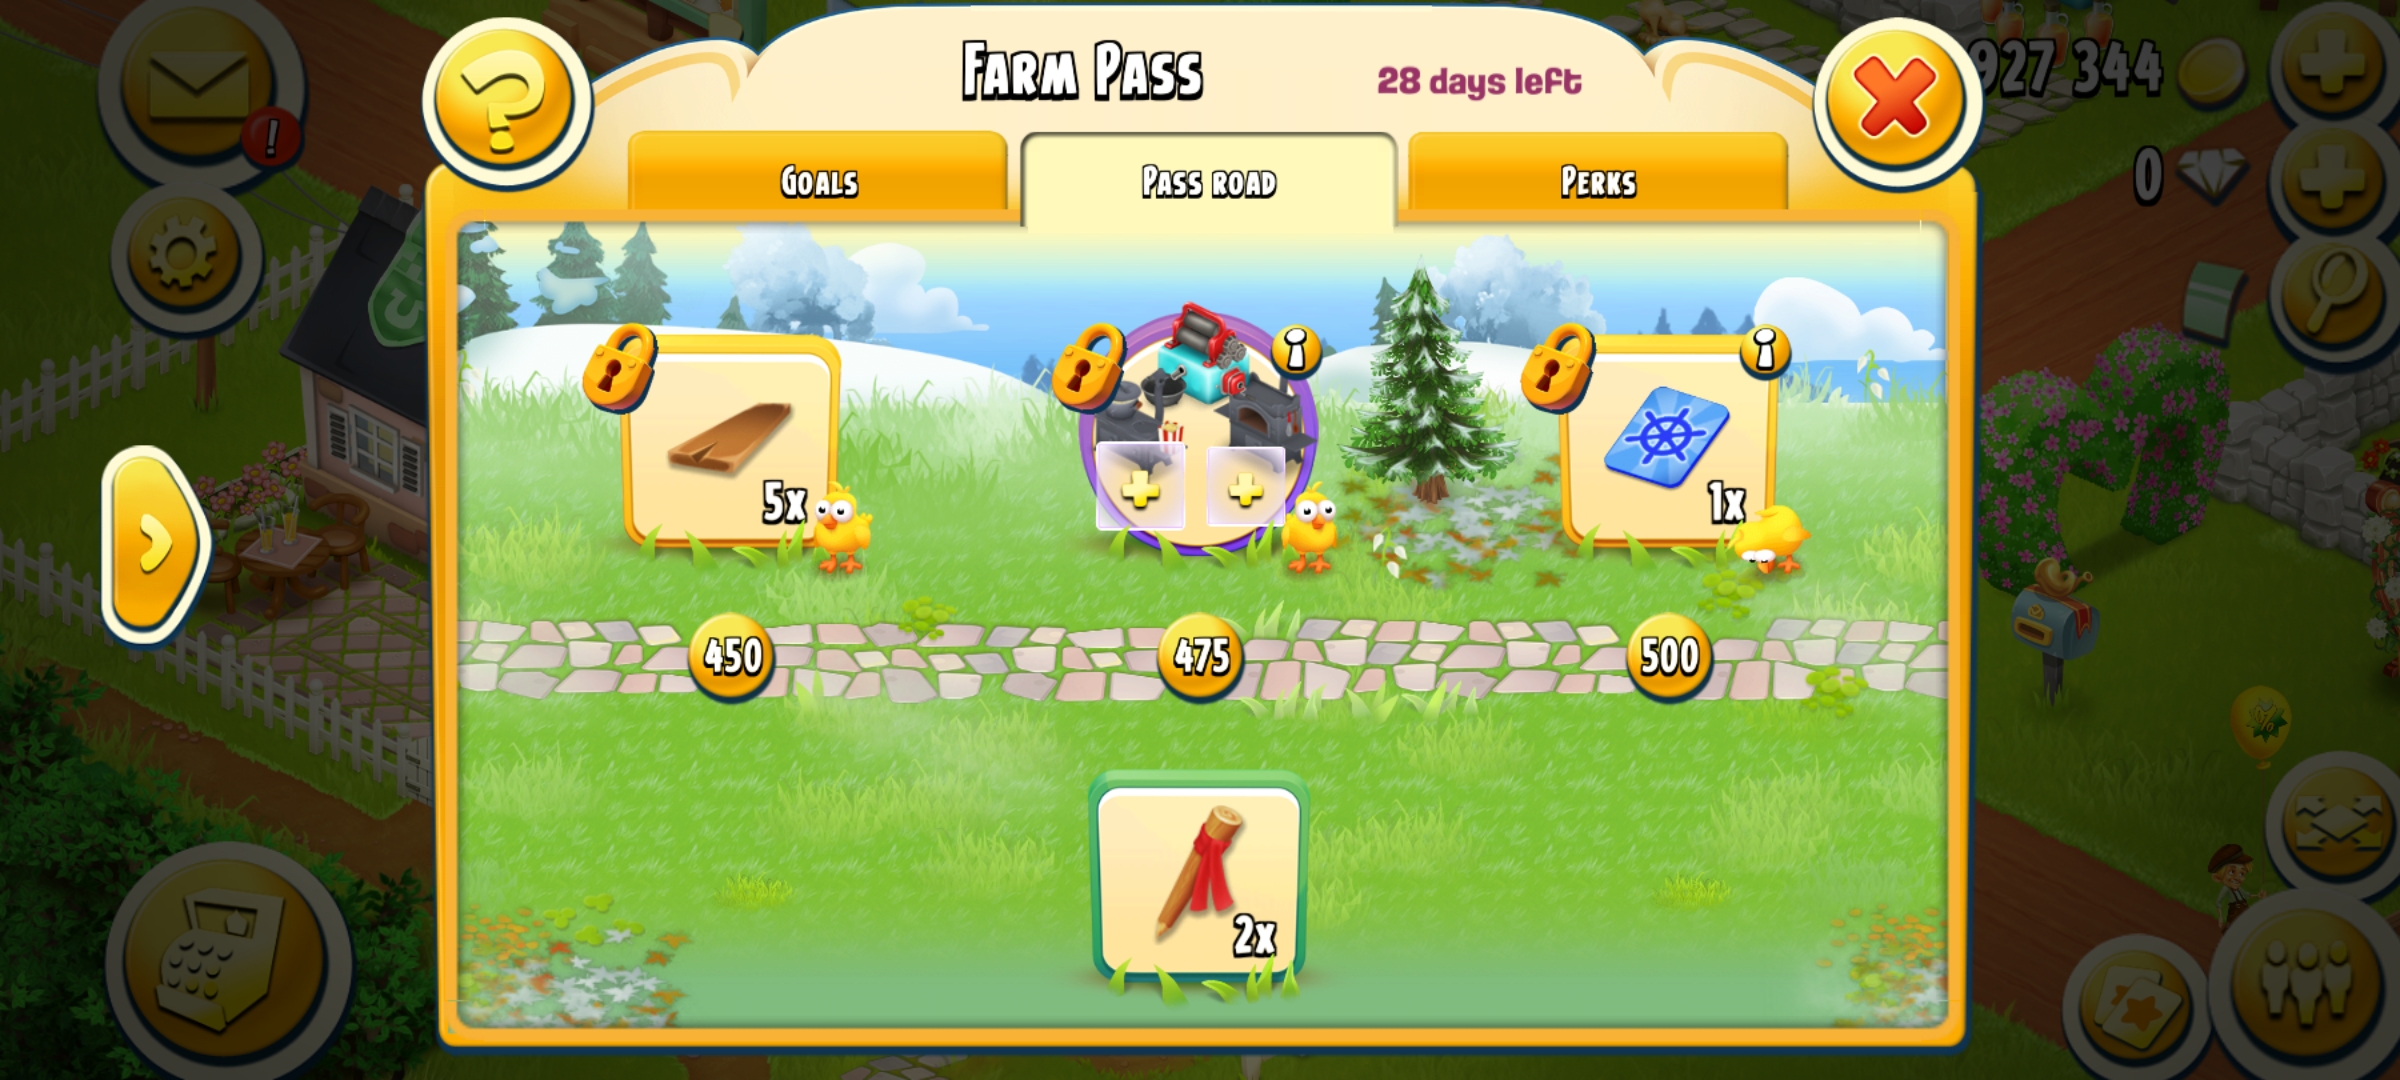 FARM PASS
28 days left
927 344
0
GOALS
PASS ROAD
PERKS
5x
1x
450
475
500
2x